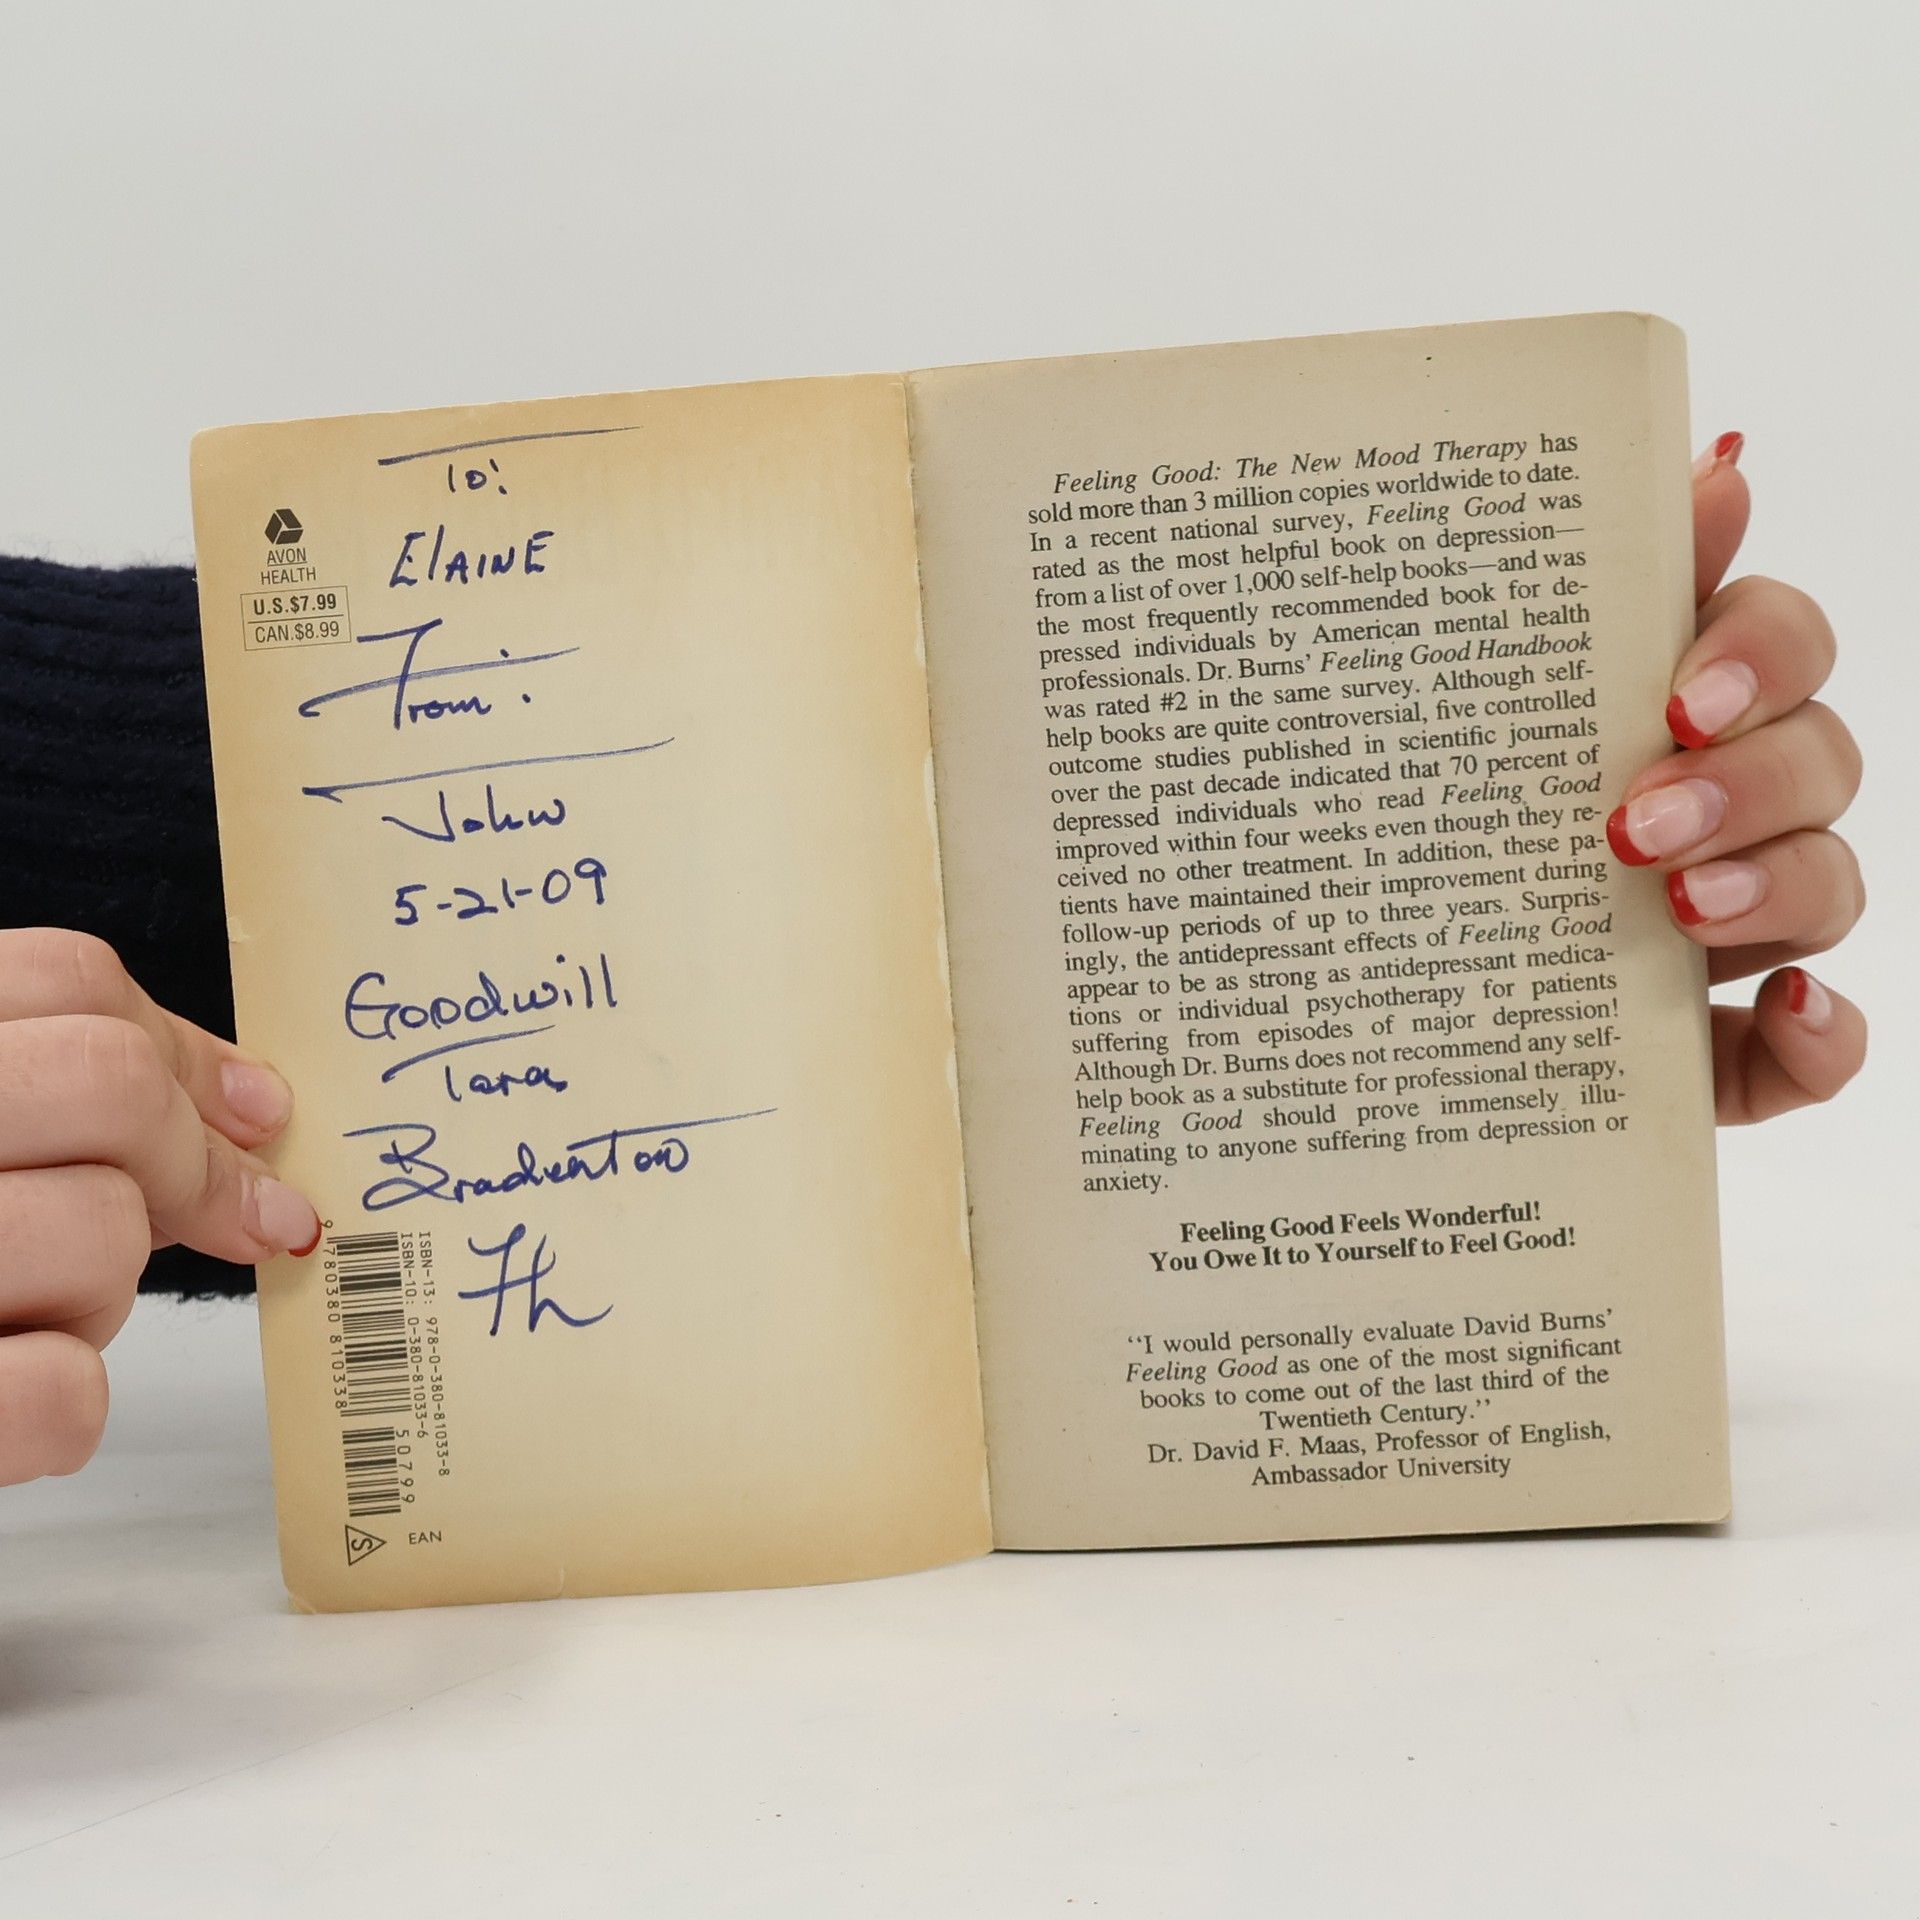 To:
ElAINE
From:
John
5-21-09
Goodwill
Tara
Bradenton
Fl
AVON
HEALTH
U.S.$7.99
CAN.$8.99
9 780380 810338
ISBN-13: 978-0-380-81033-8
ISBN-10: 0-380-81033-6
50799
S
EAN
Feeling Good: The New Mood Therapy has
sold more than 3 million copies worldwide to date.
In a recent national survey, Feeling Good was
rated as the most helpful book on depression—
from a list of over 1,000 self-help books—and was
the most frequently recommended book for de-
pressed individuals by American mental health
professionals. Dr. Burns’ Feeling Good Handbook
was rated #2 in the same survey. Although self-
help books are quite controversial, five controlled
outcome studies published in scientific journals
over the past decade indicated that 70 percent of
depressed individuals who read Feeling Good
improved within four weeks even though they re-
ceived no other treatment. In addition, these pa-
tients have maintained their improvement during
follow-up periods of up to three years. Surpris-
ingly, the antidepressant effects of Feeling Good
appear to be as strong as antidepressant medica-
tions or individual psychotherapy for patients
suffering from episodes of major depression!
Although Dr. Burns does not recommend any self-
help book as a substitute for professional therapy,
Feeling Good should prove immensely illu-
minating to anyone suffering from depression or
anxiety.
Feeling Good Feels Wonderful!
You Owe It to Yourself to Feel Good!
“I would personally evaluate David Burns’
Feeling Good as one of the most significant
books to come out of the last third of the
Twentieth Century.”
Dr. David F. Maas, Professor of English,
Ambassador University